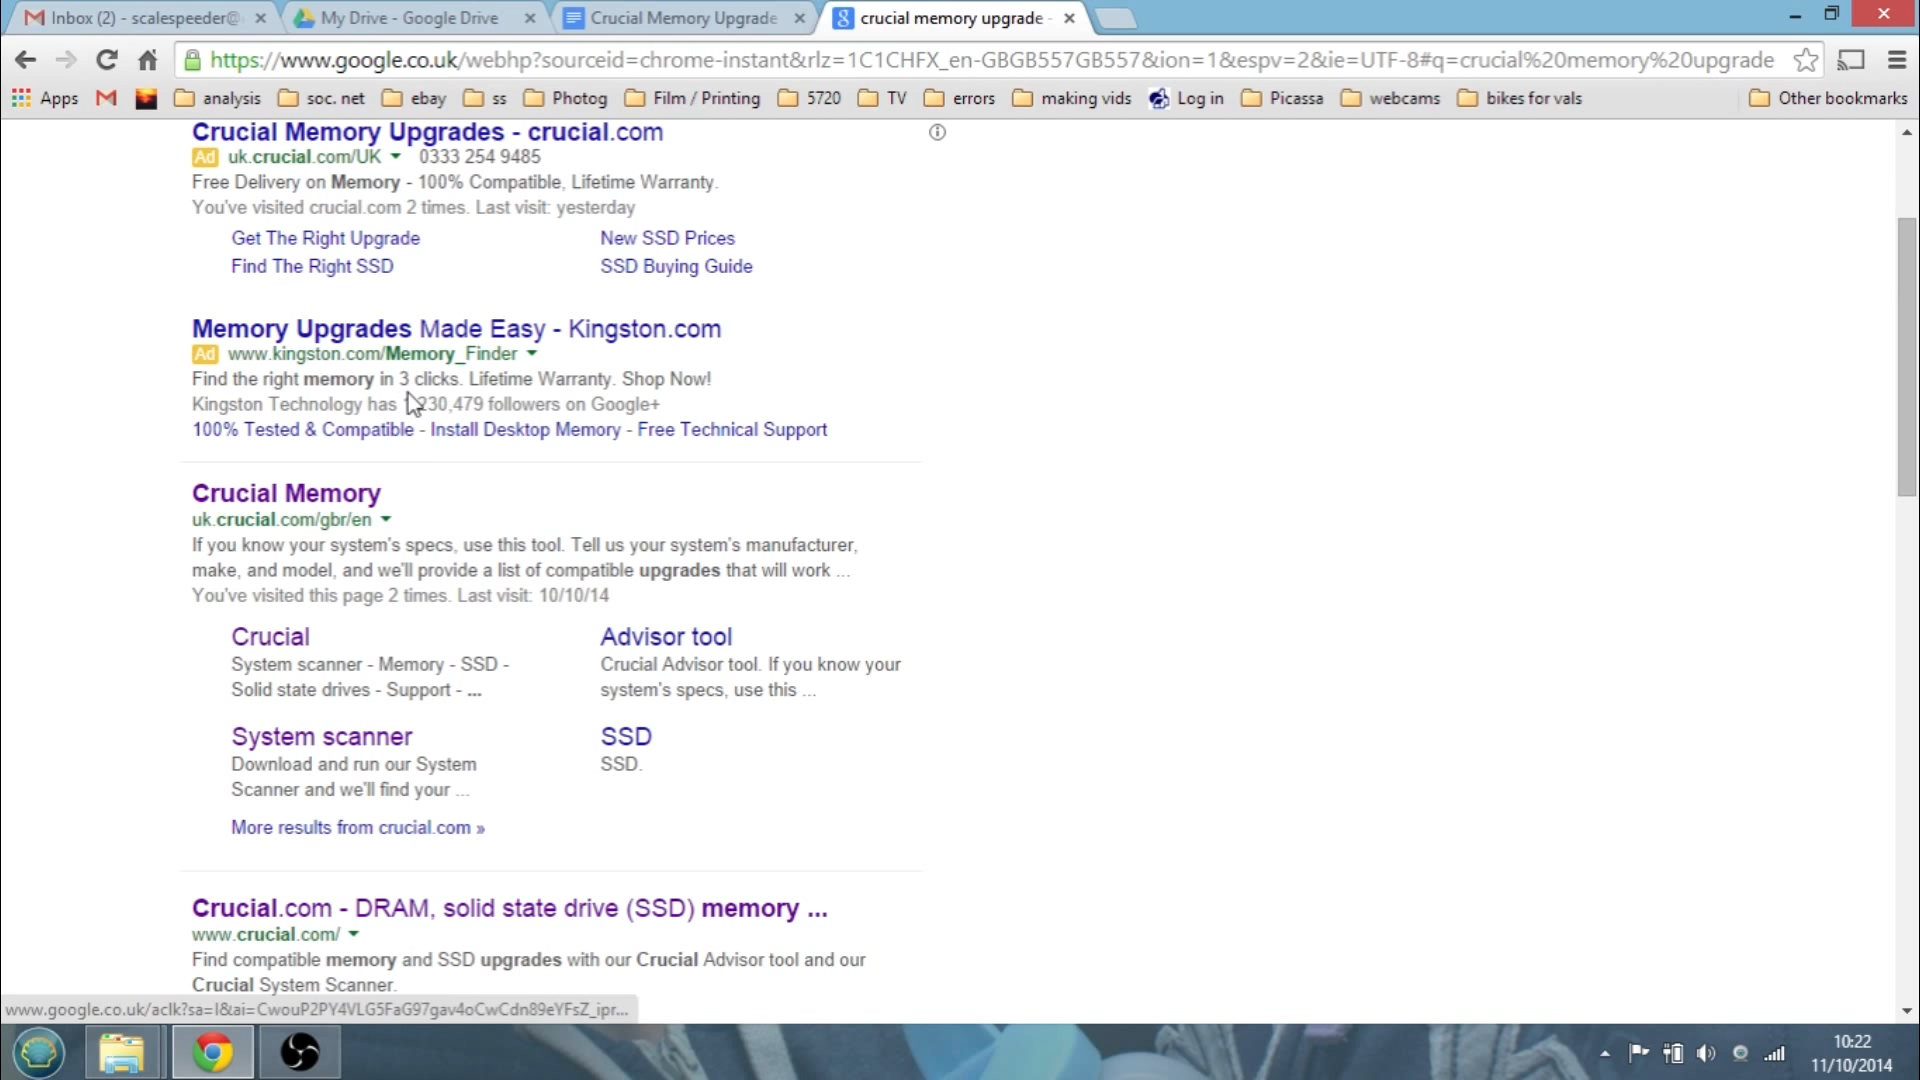 Inbox (2) - scalespeeder@
My Drive - Google Drive
Crucial Memory Upgrade
crucial memory upgrade -
https://www.google.co.uk/webhp?sourceid=chrome-instant&rlz=1C1CHFX_en-GBGB557GB557&ion=1&espv=2&ie=UTF-8#q=crucial%20memory%20upgrade
Apps analysis soc. net ebay ss Photog Film / Printing 5720 TV errors making vids Log in Picassa webcams bikes for vals Other bookmarks
Crucial Memory Upgrades - crucial.com
Ad uk.crucial.com/UK 0333 254 9485
Free Delivery on Memory - 100% Compatible, Lifetime Warranty.
You've visited crucial.com 2 times. Last visit: yesterday
Get The Right Upgrade New SSD Prices
Find The Right SSD SSD Buying Guide
Memory Upgrades Made Easy - Kingston.com
Ad www.kingston.com/Memory_Finder
Find the right memory in 3 clicks. Lifetime Warranty. Shop Now!
Kingston Technology has 1,230,479 followers on Google+
100% Tested & Compatible - Install Desktop Memory - Free Technical Support
Crucial Memory
uk.crucial.com/gbr/en
If you know your system's specs, use this tool. Tell us your system's manufacturer,
make, and model, and we'll provide a list of compatible upgrades that will work ...
You've visited this page 2 times. Last visit: 10/10/14
Crucial
System scanner - Memory - SSD -
Solid state drives - Support - ...
Advisor tool
Crucial Advisor tool. If you know your
system's specs, use this ...
System scanner
Download and run our System
Scanner and we'll find your ...
SSD
SSD.
More results from crucial.com »
Crucial.com - DRAM, solid state drive (SSD) memory ...
www.crucial.com/
Find compatible memory and SSD upgrades with our Crucial Advisor tool and our
Crucial System Scanner.
www.google.co.uk/aclk?sa=l&ai=CwouP2PY4VLG5FaG97gav4oCwCdn89eYFsZ_ipr...
10:22
11/10/2014